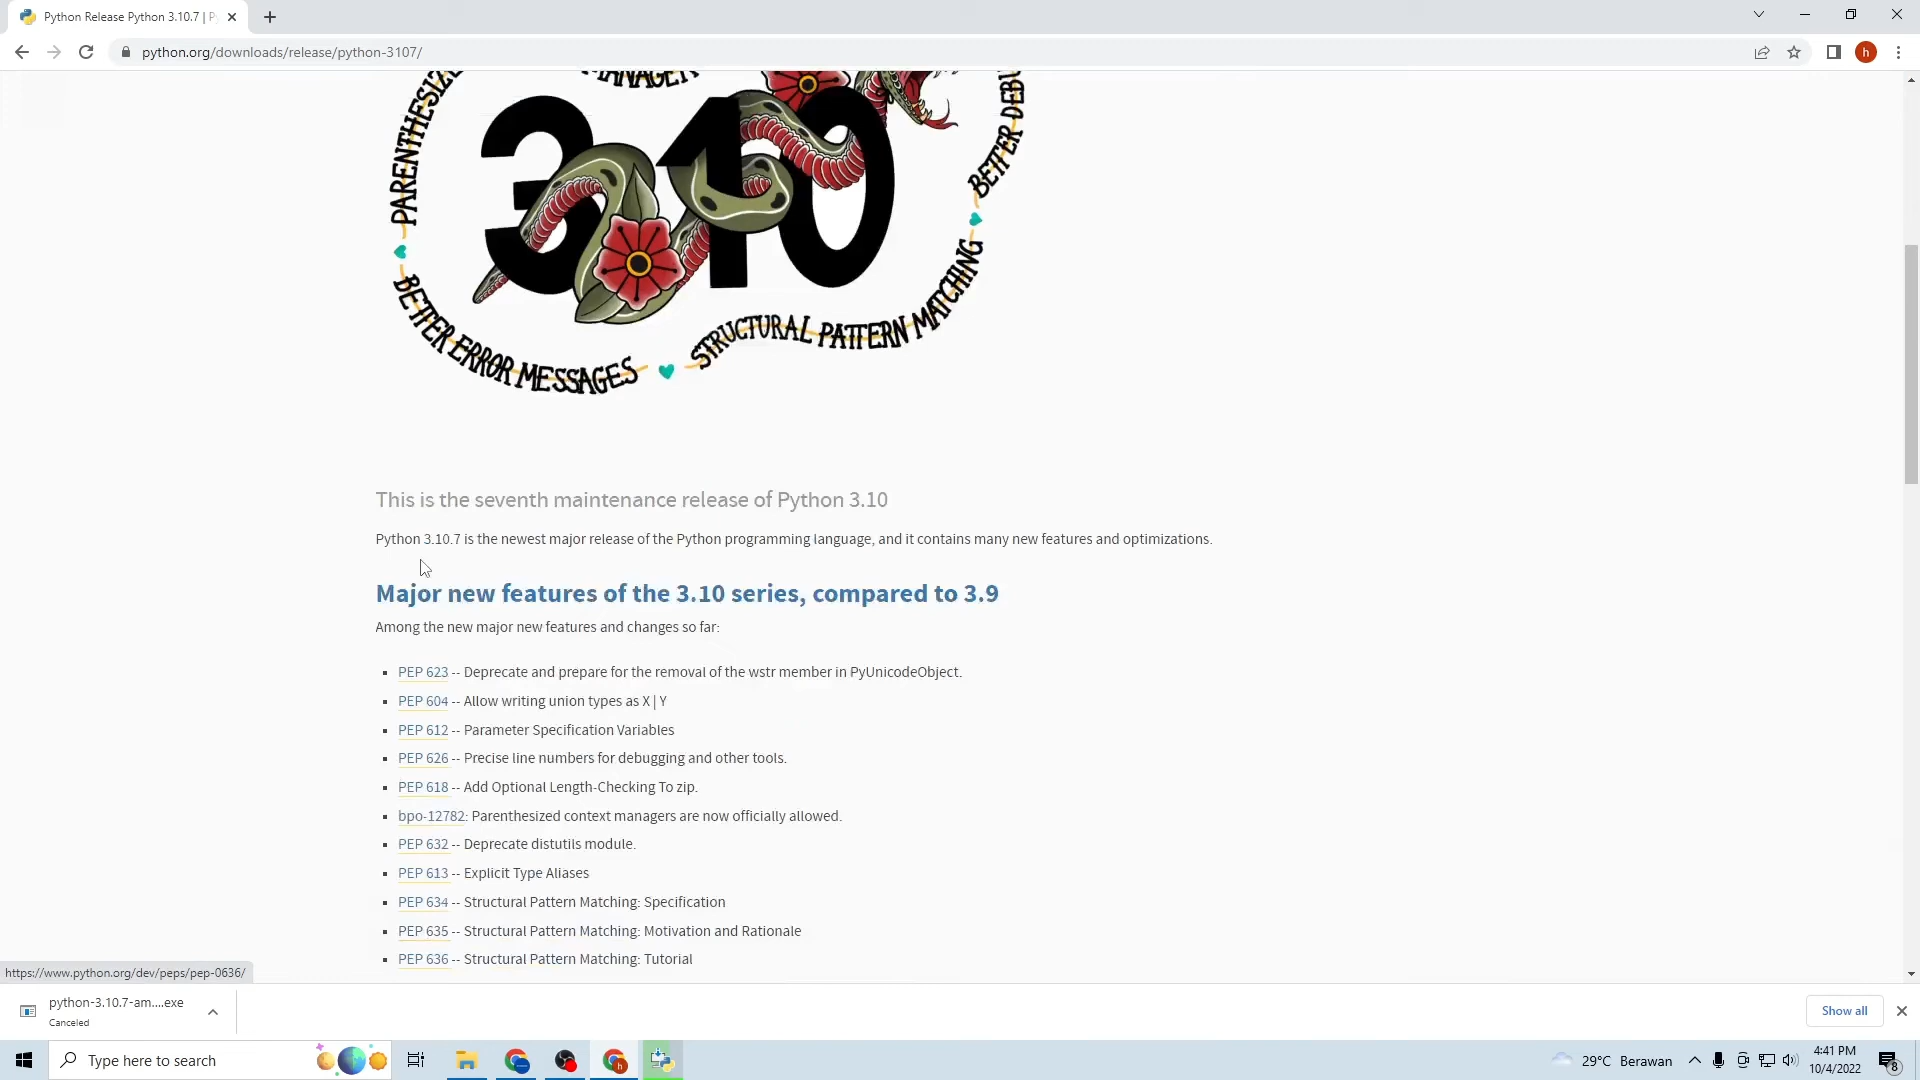 Python Release Python 3.10.7 | P
python.org/downloads/release/python-3107/
h
PARENTHESIZE
MANAGER
BETTER DEBU
3.10
BETTER ERROR MESSAGES
STRUCTURAL PATTERN MATCHING
This is the seventh maintenance release of Python 3.10
Python 3.10.7 is the newest major release of the Python programming language, and it contains many new features and optimizations.
Major new features of the 3.10 series, compared to 3.9
Among the new major new features and changes so far:
PEP 623 -- Deprecate and prepare for the removal of the wstr member in PyUnicodeObject.
PEP 604 -- Allow writing union types as X | Y
PEP 612 -- Parameter Specification Variables
PEP 626 -- Precise line numbers for debugging and other tools.
PEP 618 -- Add Optional Length-Checking To zip.
bpo-12782: Parenthesized context managers are now officially allowed.
PEP 632 -- Deprecate distutils module.
PEP 613 -- Explicit Type Aliases
PEP 634 -- Structural Pattern Matching: Specification
PEP 635 -- Structural Pattern Matching: Motivation and Rationale
PEP 636 -- Structural Pattern Matching: Tutorial
https://www.python.org/dev/peps/pep-0636/
python-3.10.7-am....exe
Canceled
Show all
Type here to search
h
29°C Berawan
4:41 PM
10/4/2022
8